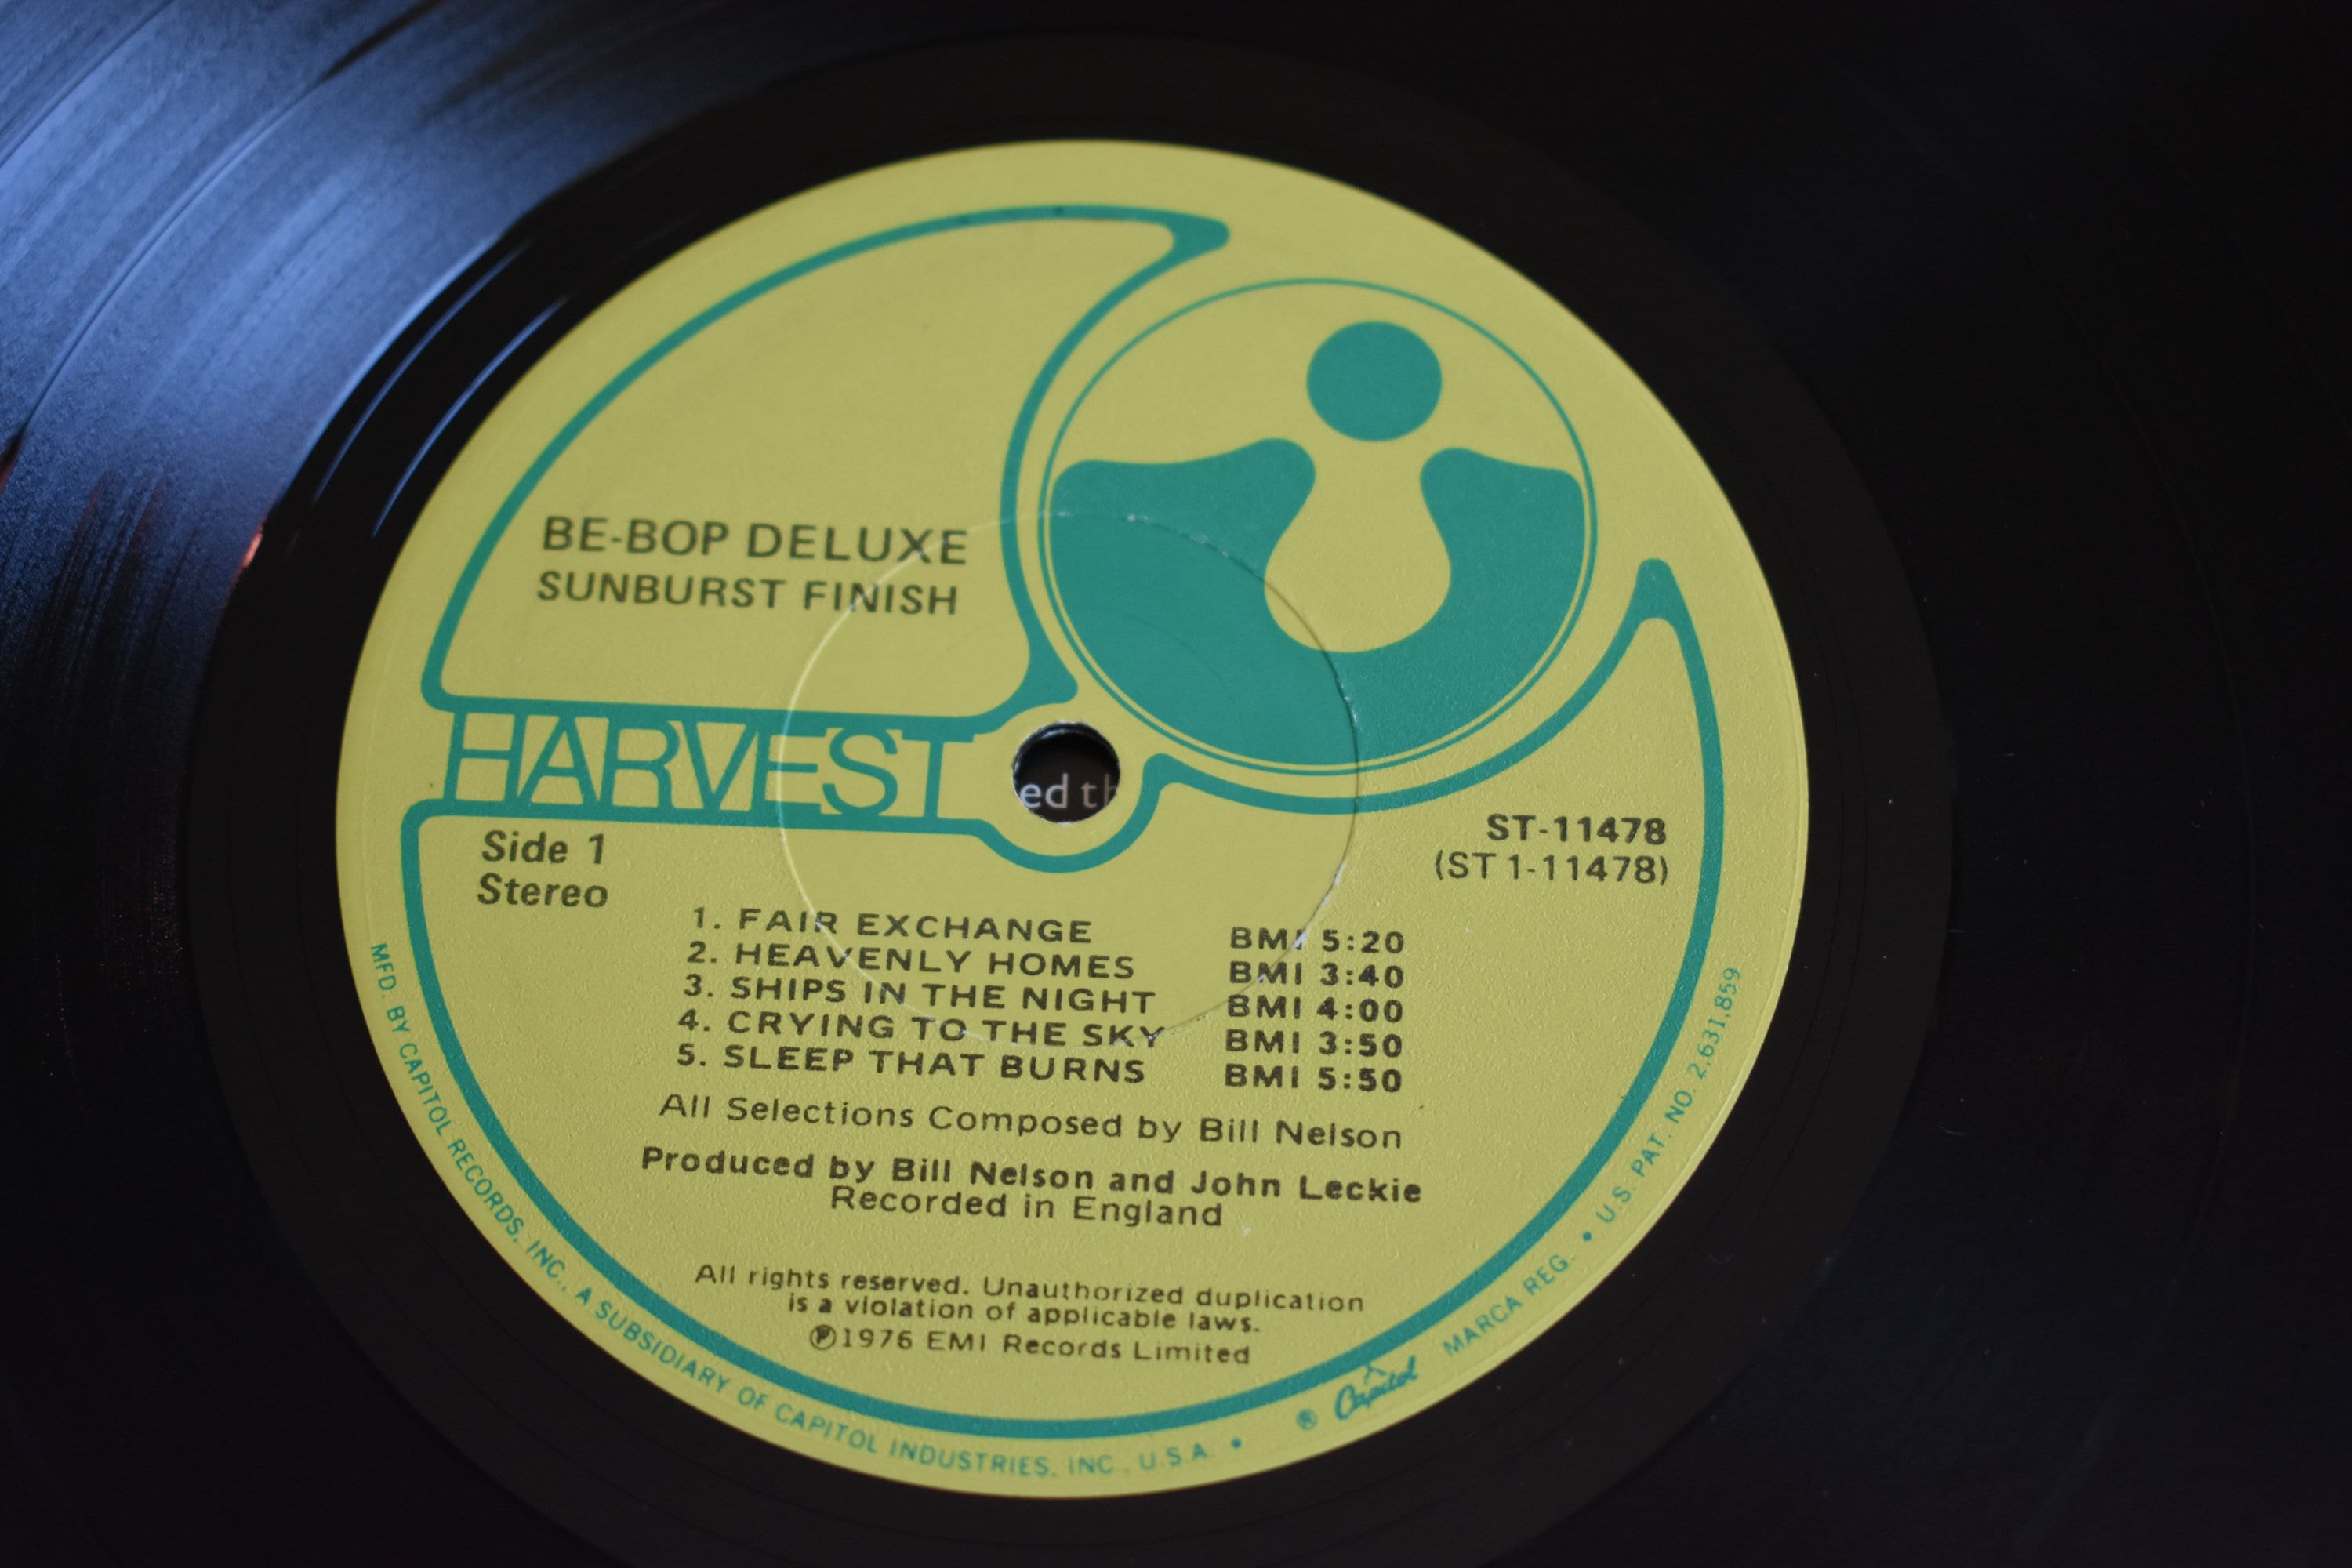 BE-BOP DELUXE
SUNBURST FINISH
HARVEST
ed th
Side 1
Stereo
ST-11478
(ST 1-11478)
1. FAIR EXCHANGE BMI 5:20
2. HEAVENLY HOMES BMI 3:40
3. SHIPS IN THE NIGHT BMI 4:00
4. CRYING TO THE SKY BMI 3:50
5. SLEEP THAT BURNS BMI 5:50
All Selections Composed by Bill Nelson
Produced by Bill Nelson and John Leckie
Recorded in England
All rights reserved. Unauthorized duplication
is a violation of applicable laws.
Ⓟ1976 EMI Records Limited
MFD. BY CAPITOL RECORDS, INC., A SUBSIDIARY OF CAPITOL INDUSTRIES, INC., U.S.A. • ® Capitol MARCA REG. • U.S. PAT. NO. 2,631,859